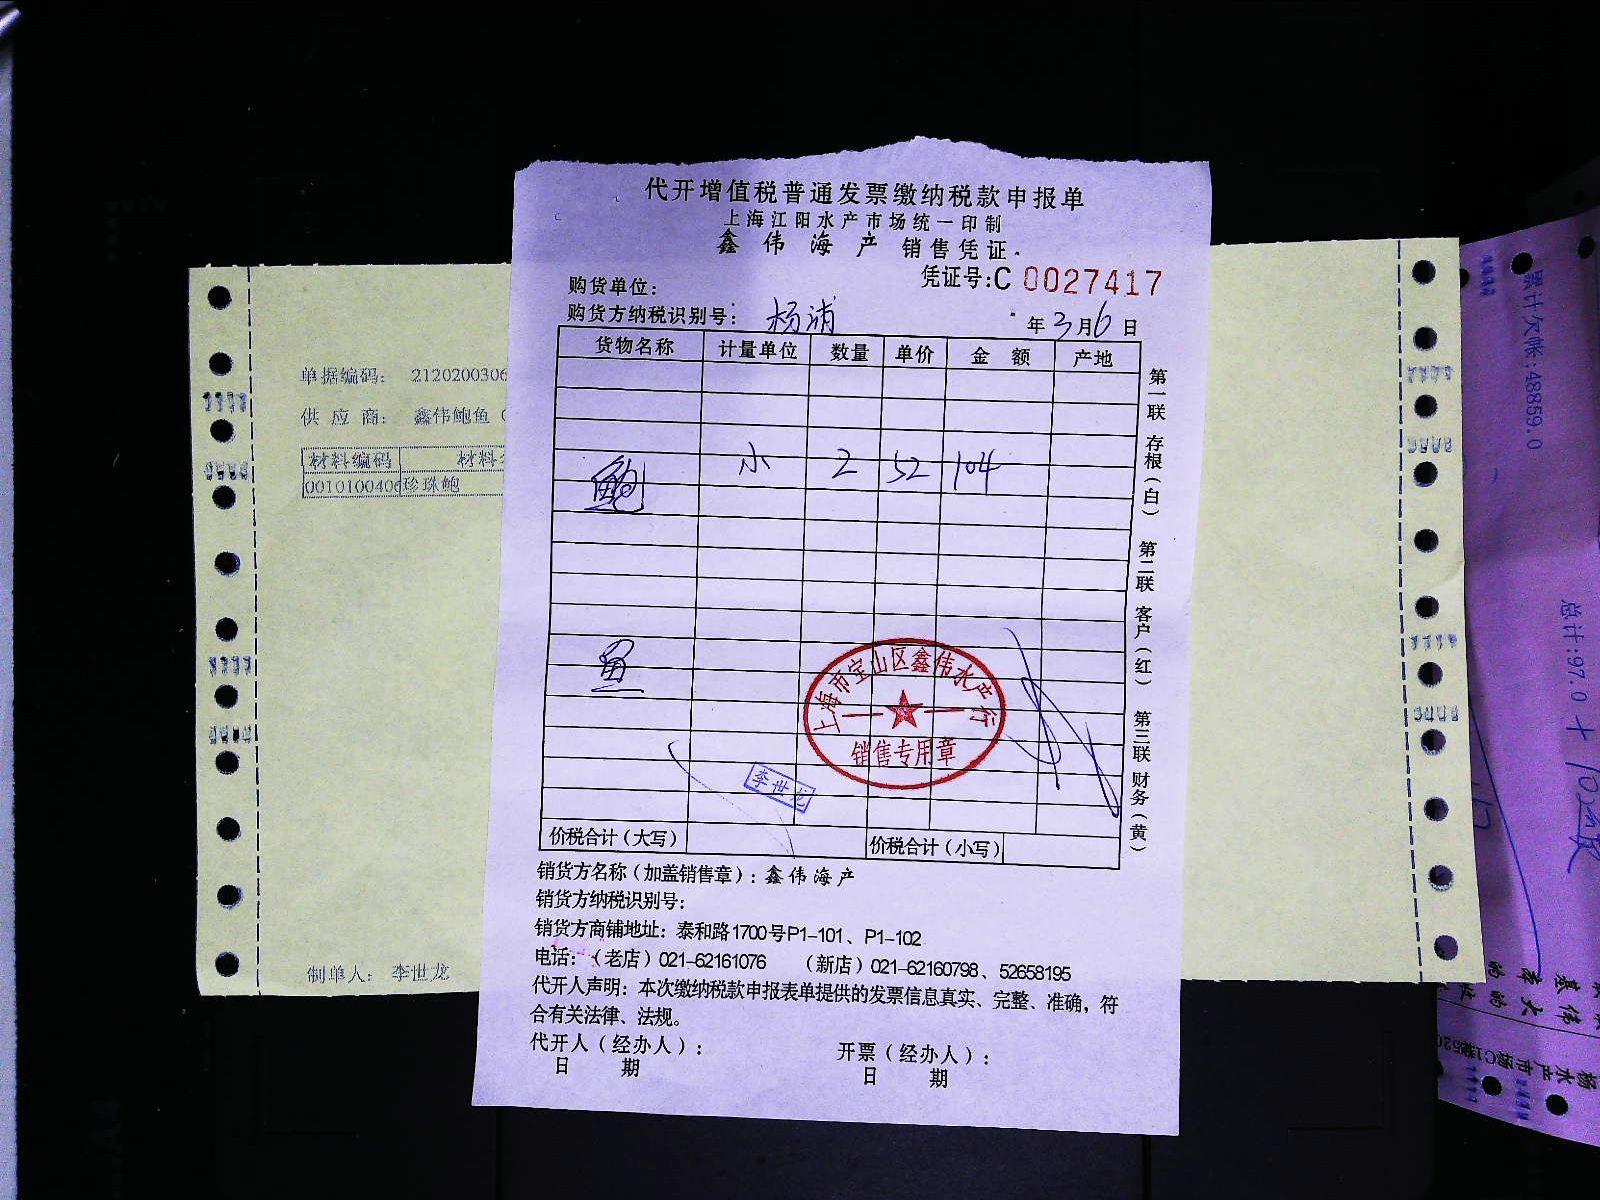 代开增值税普通发票缴纳税款申报单
上海江阳水产市场统一印制
鑫伟海产 销售凭证
凭证号:C 0027417
购货单位:
购货方纳税识别号: 杨浦 年3月6日
货物名称 计量单位 数量 单价 金额 产地
鲍 小 2 52 104
鱼
上海市宝山区鑫伟水产行
销售专用章
李世龙
价税合计(大写) 价税合计(小写)
第一联 存根(白) 第二联 客户(红) 第三联 财务(黄)
销货方名称(加盖销售章): 鑫伟海产
销货方纳税识别号:
销货方商铺地址: 泰和路1700号P1-101、P1-102
电话: (老店) 021-62161076 (新店) 021-62160798、52658195
代开人声明: 本次缴纳税款申报表单提供的发票信息真实、完整、准确, 符
合有关法律、法规。
代开人(经办人): 开票(经办人):
日期 日期
单据编码: 2120200306
供应商: 鑫伟鲍鱼(
材料编码 材料
0010100406 珍珠鲍
制单人: 李世龙
累计欠帐:48859.0
总计:97.0